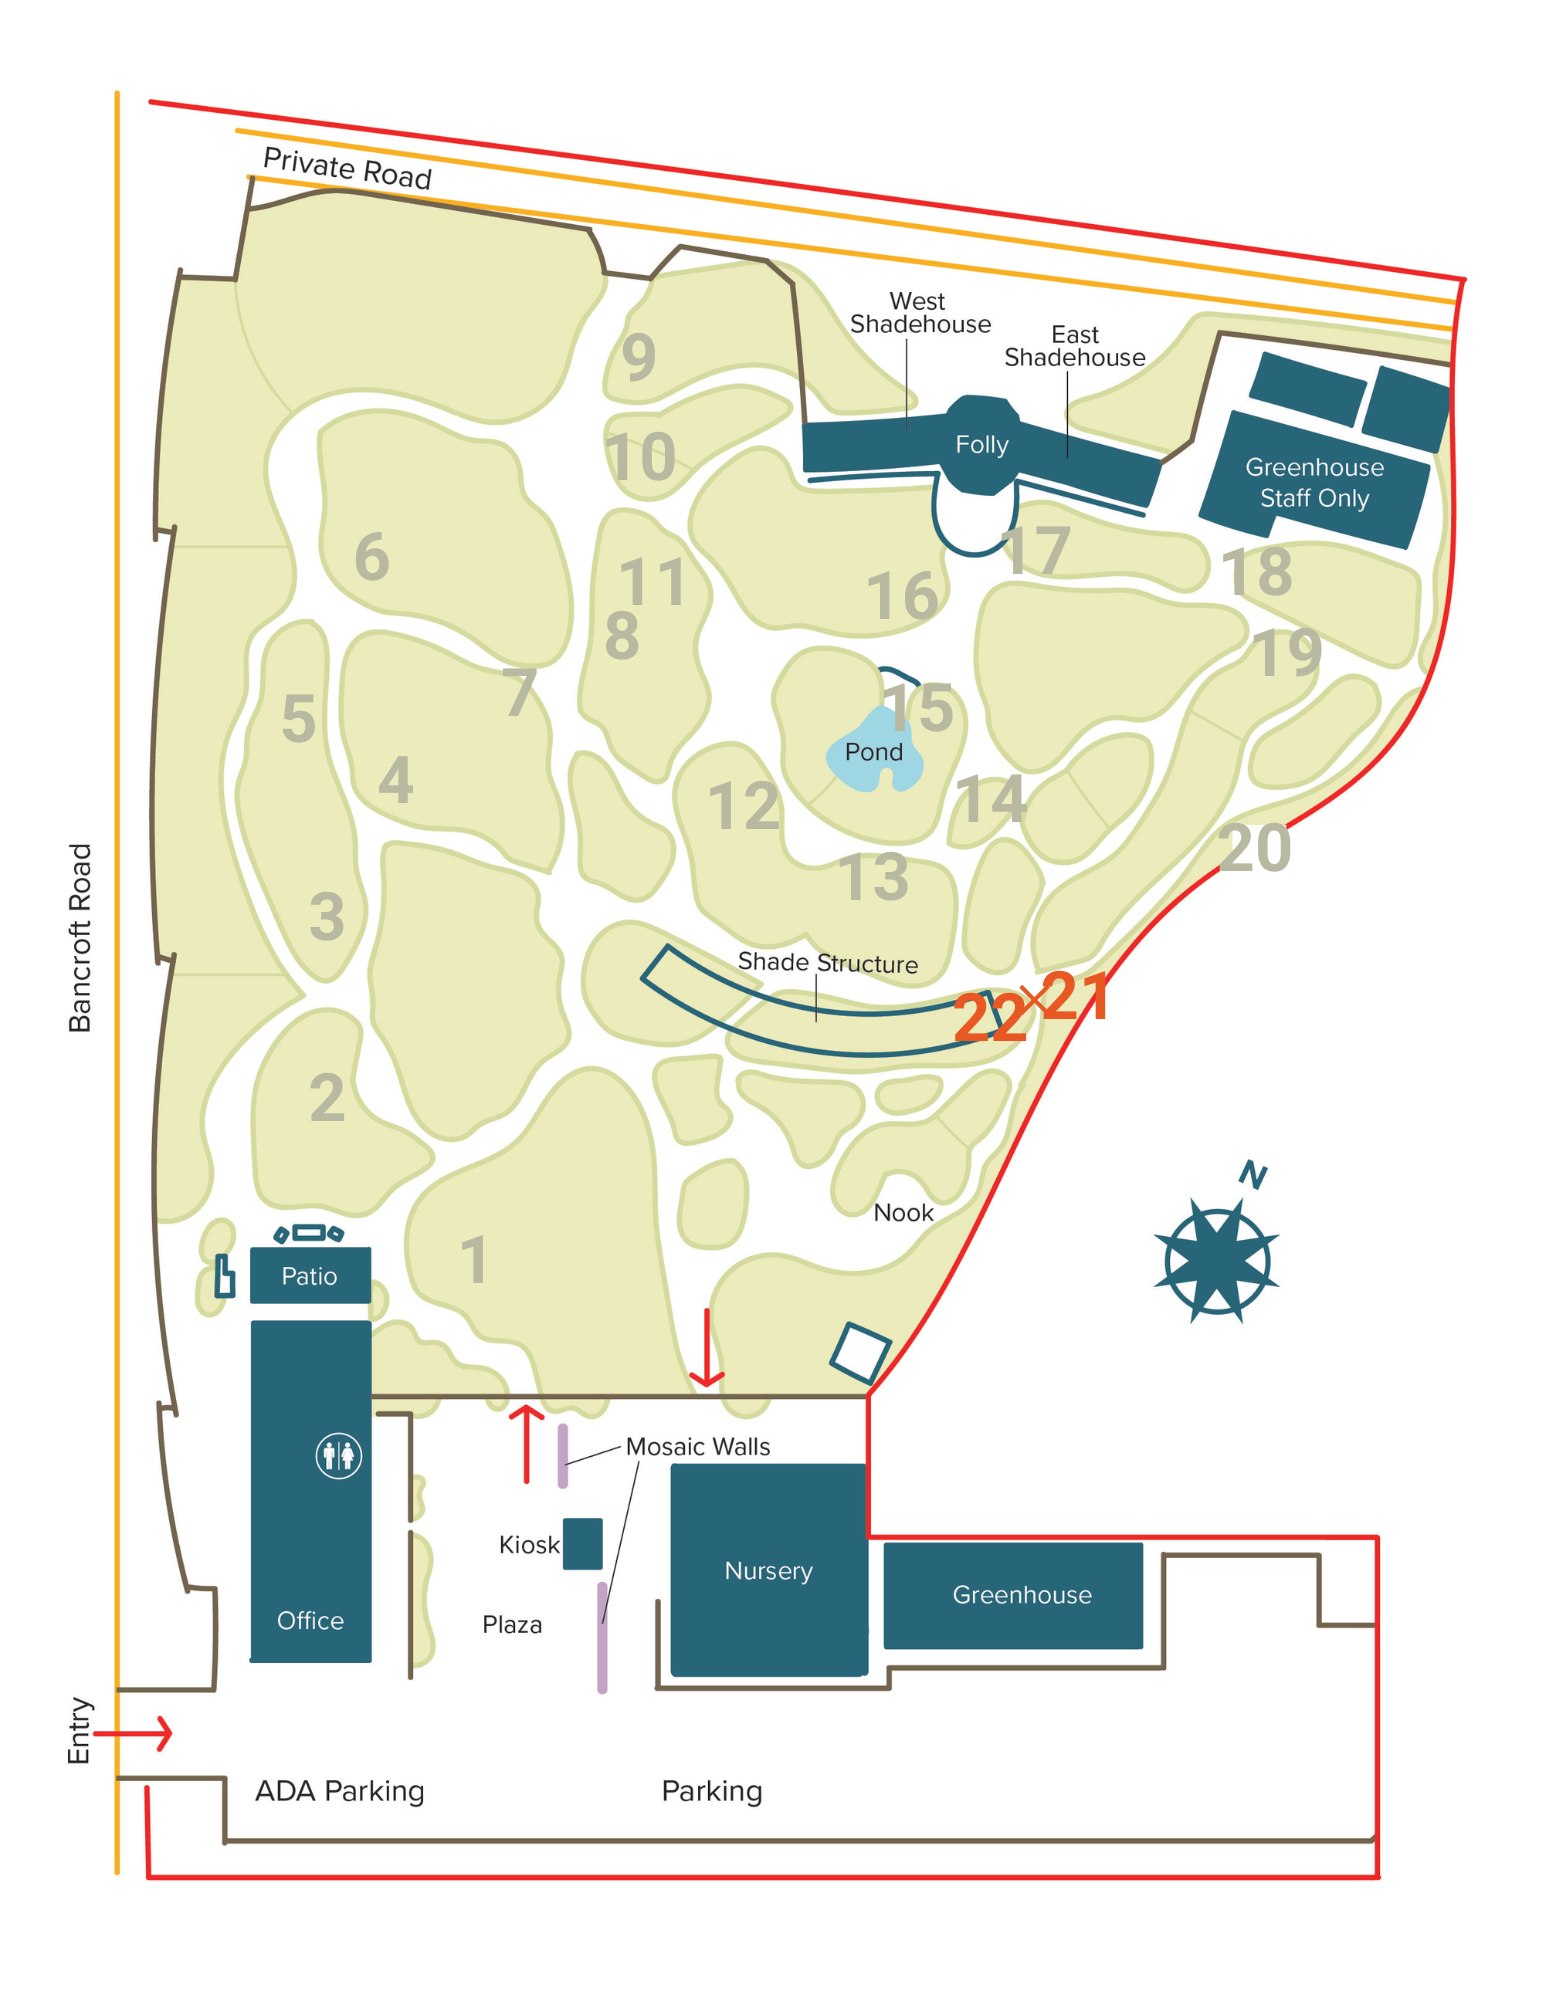 Private Road
West
Shadehouse
East
Shadehouse
9
Folly
10
Greenhouse
Staff Only
6
17
18
11
16
8
19
7
5
15
Pond
4
12
14
20
13
3
Bancroft Road
Shade Structure
22
21
2
N
Nook
1
Patio
Mosaic Walls
Kiosk
Nursery
Greenhouse
Office
Plaza
Entry
ADA Parking
Parking